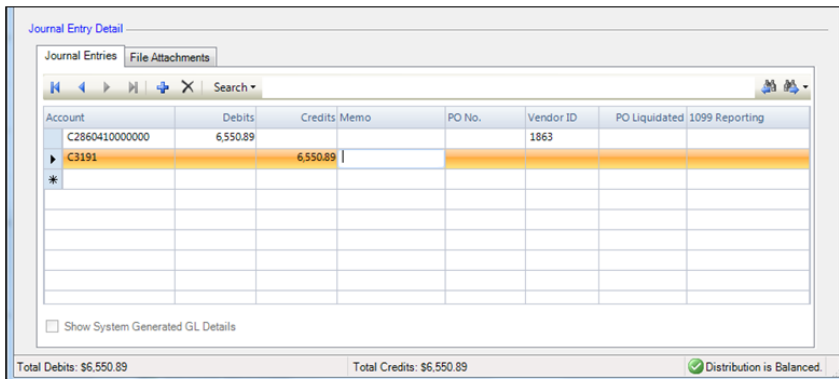 Journal Entry Detail
Journal Entries File Attachments
Search
Account Debits Credits Memo PO No. Vendor ID PO Liquidated 1099 Reporting
C2860410000000 6,550.89 1863
C3191 6,550.89
Show System Generated GL Details
Total Debits: $6,550.89 Total Credits: $6,550.89 Distribution is Balanced.